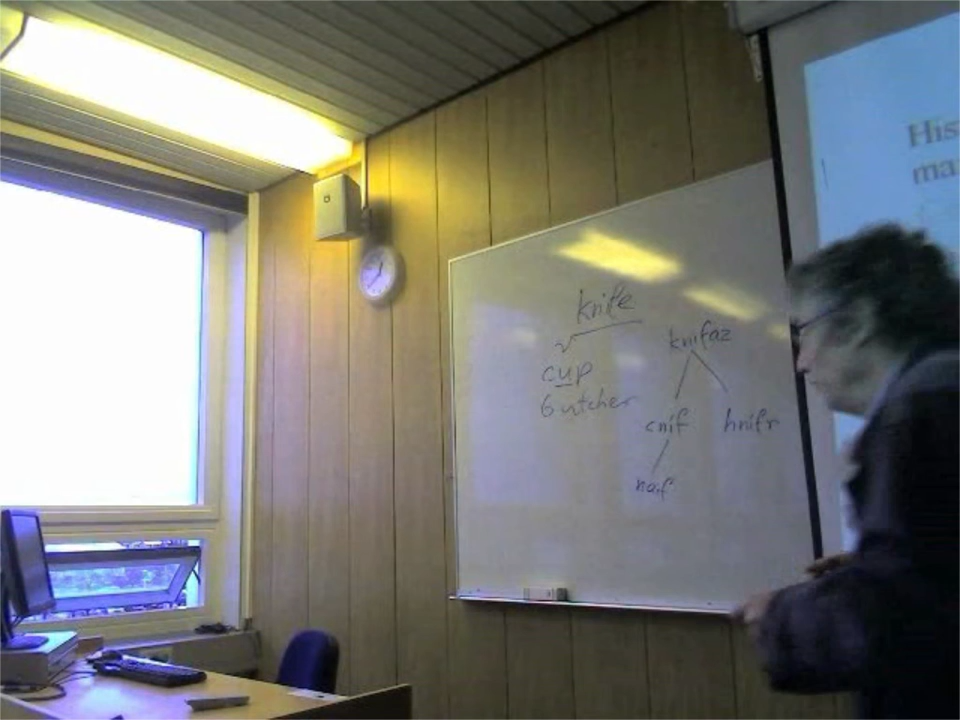 knife
cup
butcher
knifaz
cnif
hnifr
naif
His
ma